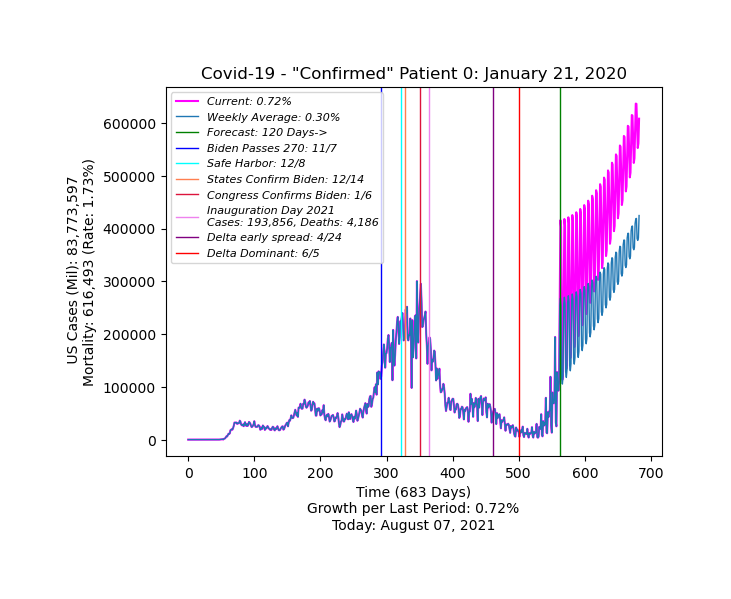 Covid-19 - "Confirmed" Patient 0: January 21, 2020
US Cases (Mil): 83,773,597
Mortality: 616,493 (Rate: 1.73%)
600000
500000
400000
300000
200000
100000
0
Current: 0.72%
Weekly Average: 0.30%
Forecast: 120 Days->
Biden Passes 270: 11/7
Safe Harbor: 12/8
States Confirm Biden: 12/14
Congress Confirms Biden: 1/6
Inauguration Day 2021
Cases: 193,856, Deaths: 4,186
Delta early spread: 4/24
Delta Dominant: 6/5
0 100 200 300 400 500 600 700
Time (683 Days)
Growth per Last Period: 0.72%
Today: August 07, 2021